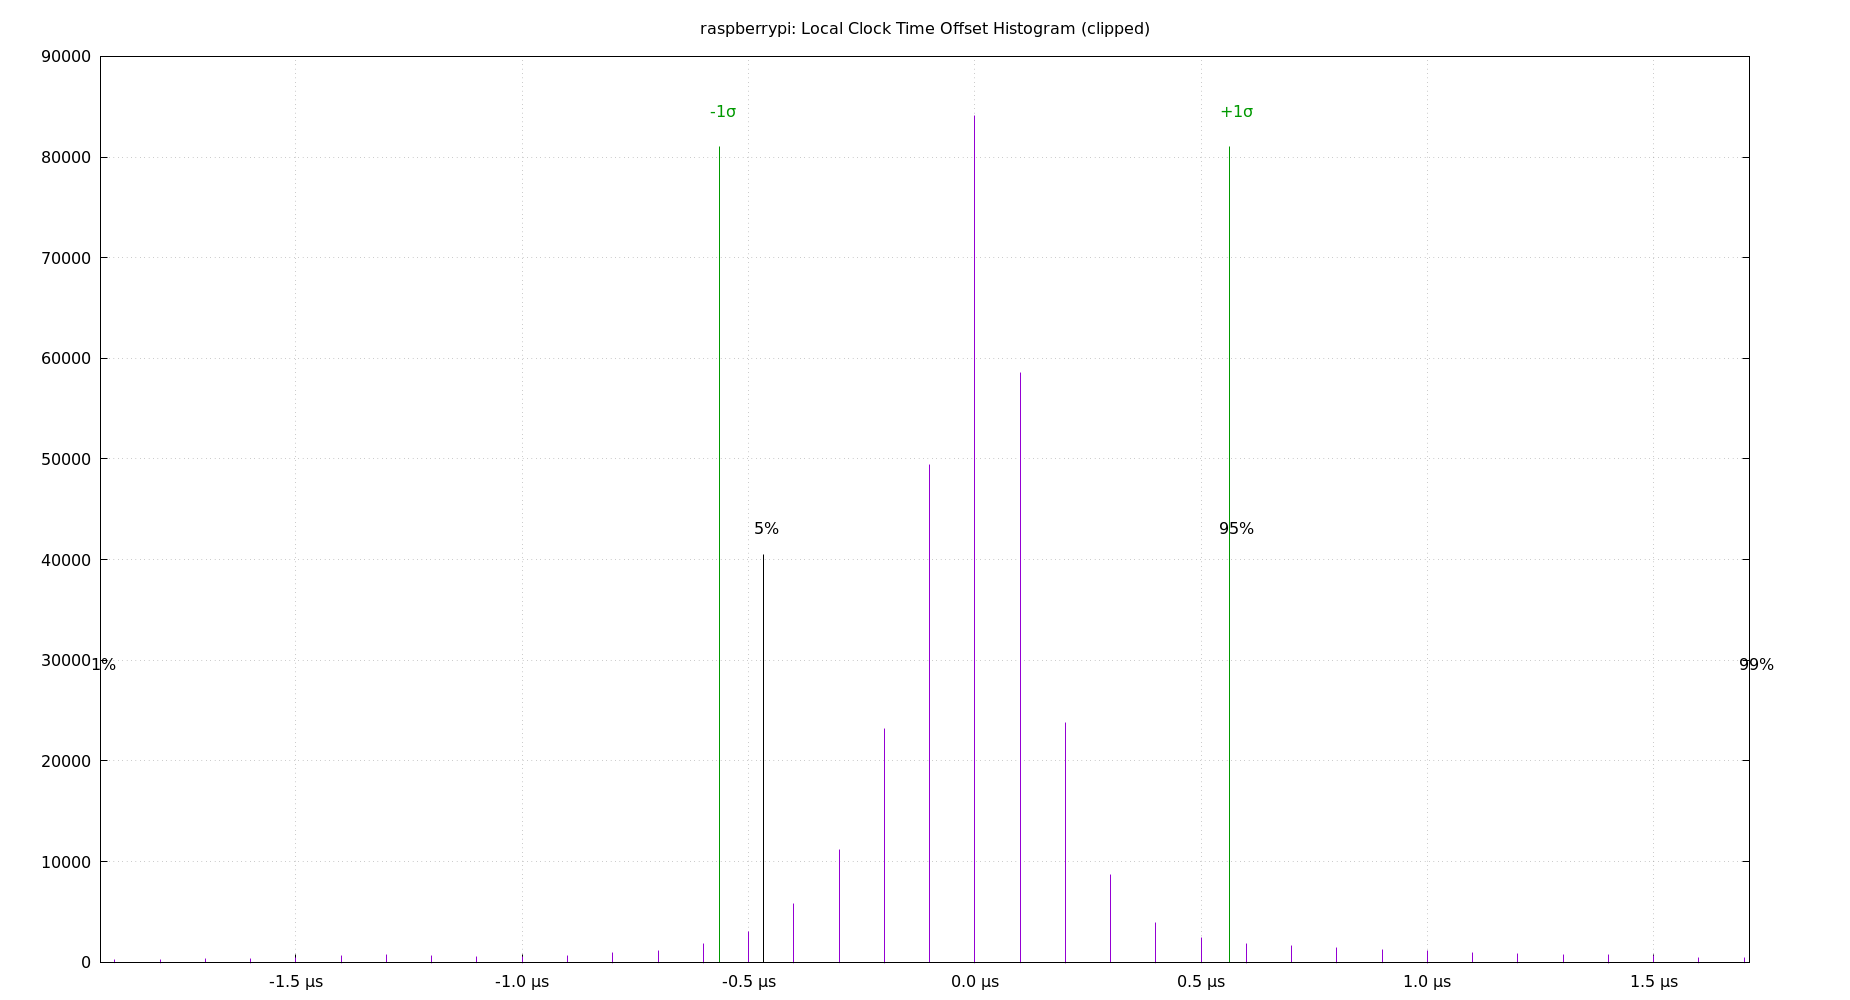 raspberrypi: Local Clock Time Offset Histogram (clipped)
90000
-1σ
+1σ
80000
70000
60000
50000
5%
95%
40000
30000
1%
99%
20000
10000
0
-1.5 µs
-1.0 µs
-0.5 µs
0.0 µs
0.5 µs
1.0 µs
1.5 µs